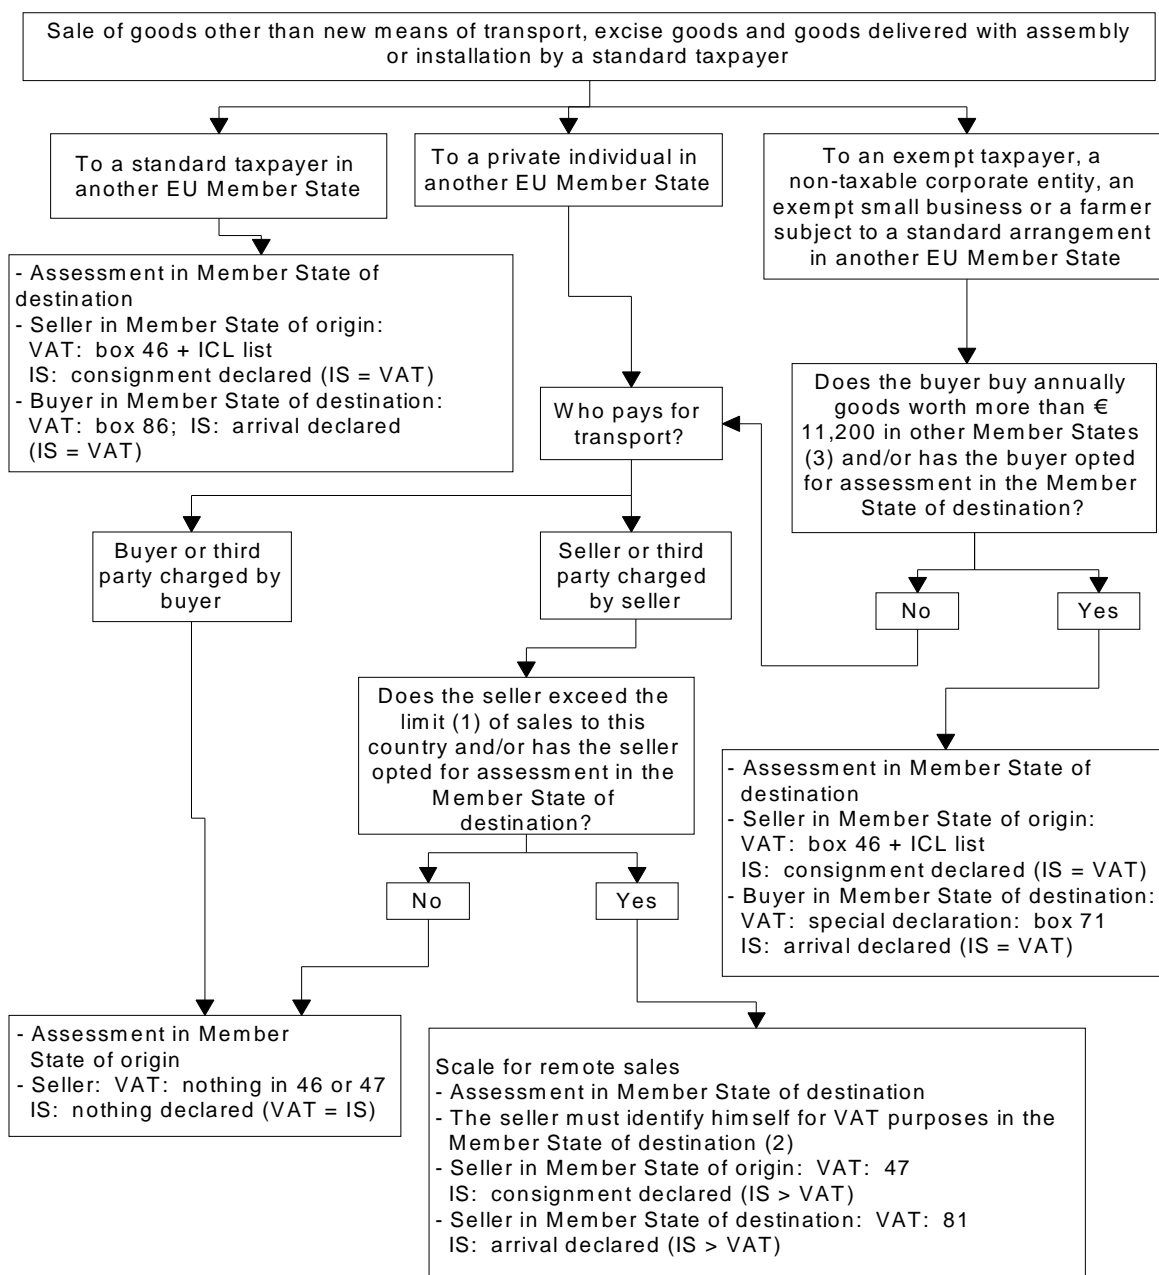 Sale of goods other than new means of transport, excise goods and goods delivered with assembly
or installation by a standard taxpayer
To a standard taxpayer in
another EU Member State
To a private individual in
another EU Member State
To an exempt taxpayer, a
non-taxable corporate entity, an
exempt small business or a farmer
subject to a standard arrangement
in another EU Member State
- Assessment in Member State of
destination
- Seller in Member State of origin:
VAT: box 46 + ICL list
IS: consignment declared (IS = VAT)
- Buyer in Member State of destination:
VAT: box 86; IS: arrival declared
(IS = VAT)
Who pays for
transport?
Does the buyer buy annually
goods worth more than €
11,200 in other Member States
(3) and/or has the buyer opted
for assessment in the Member
State of destination?
Buyer or third
party charged by
buyer
Seller or third
party charged
by seller
No
Yes
Does the seller exceed the
limit (1) of sales to this
country and/or has the seller
opted for assessment in the
Member State of
destination?
- Assessment in Member State of
destination
- Seller in Member State of origin:
VAT: box 46 + ICL list
IS: consignment declared (IS = VAT)
- Buyer in Member State of destination:
VAT: special declaration: box 71
IS: arrival declared (IS = VAT)
No
Yes
- Assessment in Member
State of origin
- Seller: VAT: nothing in 46 or 47
IS: nothing declared (VAT = IS)
Scale for remote sales
- Assessment in Member State of destination
- The seller must identify himself for VAT purposes in the
Member State of destination (2)
- Seller in Member State of origin: VAT: 47
IS: consignment declared (IS > VAT)
- Seller in Member State of destination: VAT: 81
IS: arrival declared (IS > VAT)